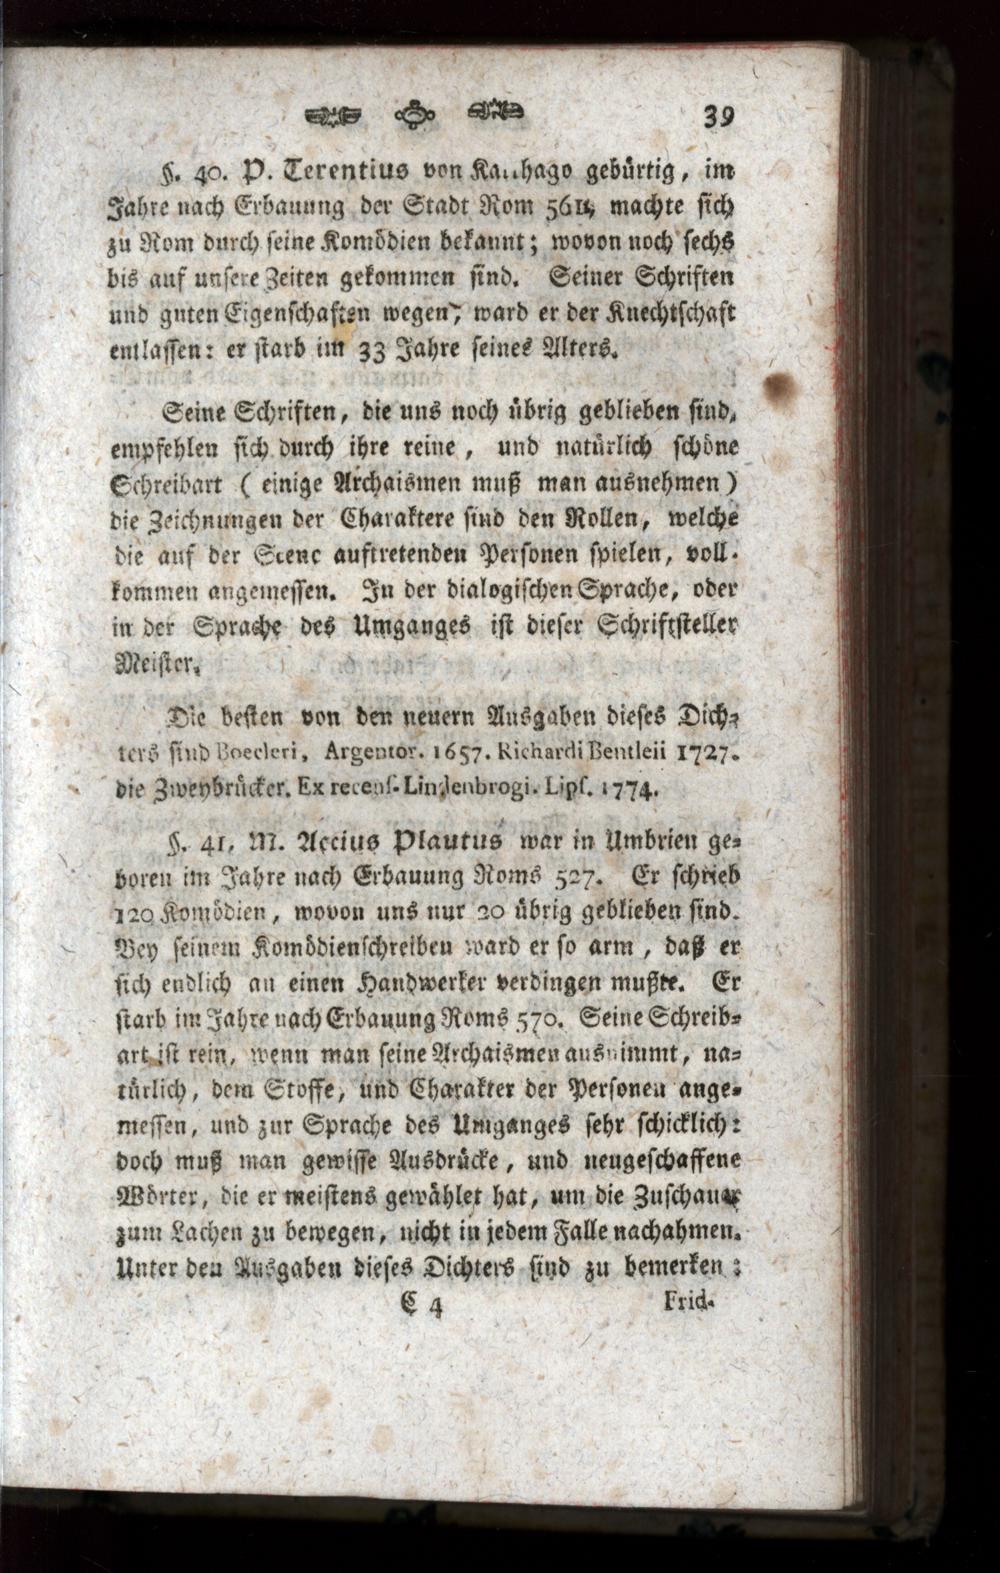 39
§. 40. P. Terentius von Karthago gebürtig, im
Jahre nach Erbauung der Stadt Rom 561, machte sich
zu Rom durch seine Komödien bekannt; wovon noch sechs
bis auf unsere Zeiten gekommen sind. Seiner Schriften
und guten Eigenschaften wegen, ward er der Knechtschaft
entlassen: er starb im 33 Jahre seines Alters.
Seine Schriften, die uns noch übrig geblieben sind,
empfehlen sich durch ihre reine, und natürlich schöne
Schreibart (einige Archaismen muß man ausnehmen)
die Zeichnungen der Charaktere sind den Rollen, welche
die auf der Scene auftretenden Personen spielen, voll-
kommen angemessen. In der dialogischen Sprache, oder
in der Sprache des Umganges ist dieser Schriftsteller
Meister.
Die besten von den neuern Ausgaben dieses Dich-
ters sind Boecleri, Argentor. 1657. Richardi Bentleii 1727.
die Zweybrücker. Ex recens. Lindenbrogi. Lips. 1774.
§. 41. M. Accius Plautus war in Umbrien ge-
boren im Jahre nach Erbauung Roms 527. Er schrieb
120 Komödien, wovon uns nur 20 übrig geblieben sind.
Bey seinem Komödienschreiben ward er so arm, daß er
sich endlich an einen Handwerker verdingen mußte. Er
starb im Jahre nach Erbauung Roms 570. Seine Schreib-
art ist rein, wenn man seine Archaismen ausnimmt, na-
türlich, dem Stoffe, und Charakter der Personen ange-
messen, und zur Sprache des Umganges sehr schicklich:
doch muß man gewisse Ausdrücke, und neugeschaffene
Wörter, die er meistens gewählet hat, um die Zuschauer
zum Lachen zu bewegen, nicht in jedem Falle nachahmen.
Unter den Ausgaben dieses Dichters sind zu bemerken:
C 4 Frid-